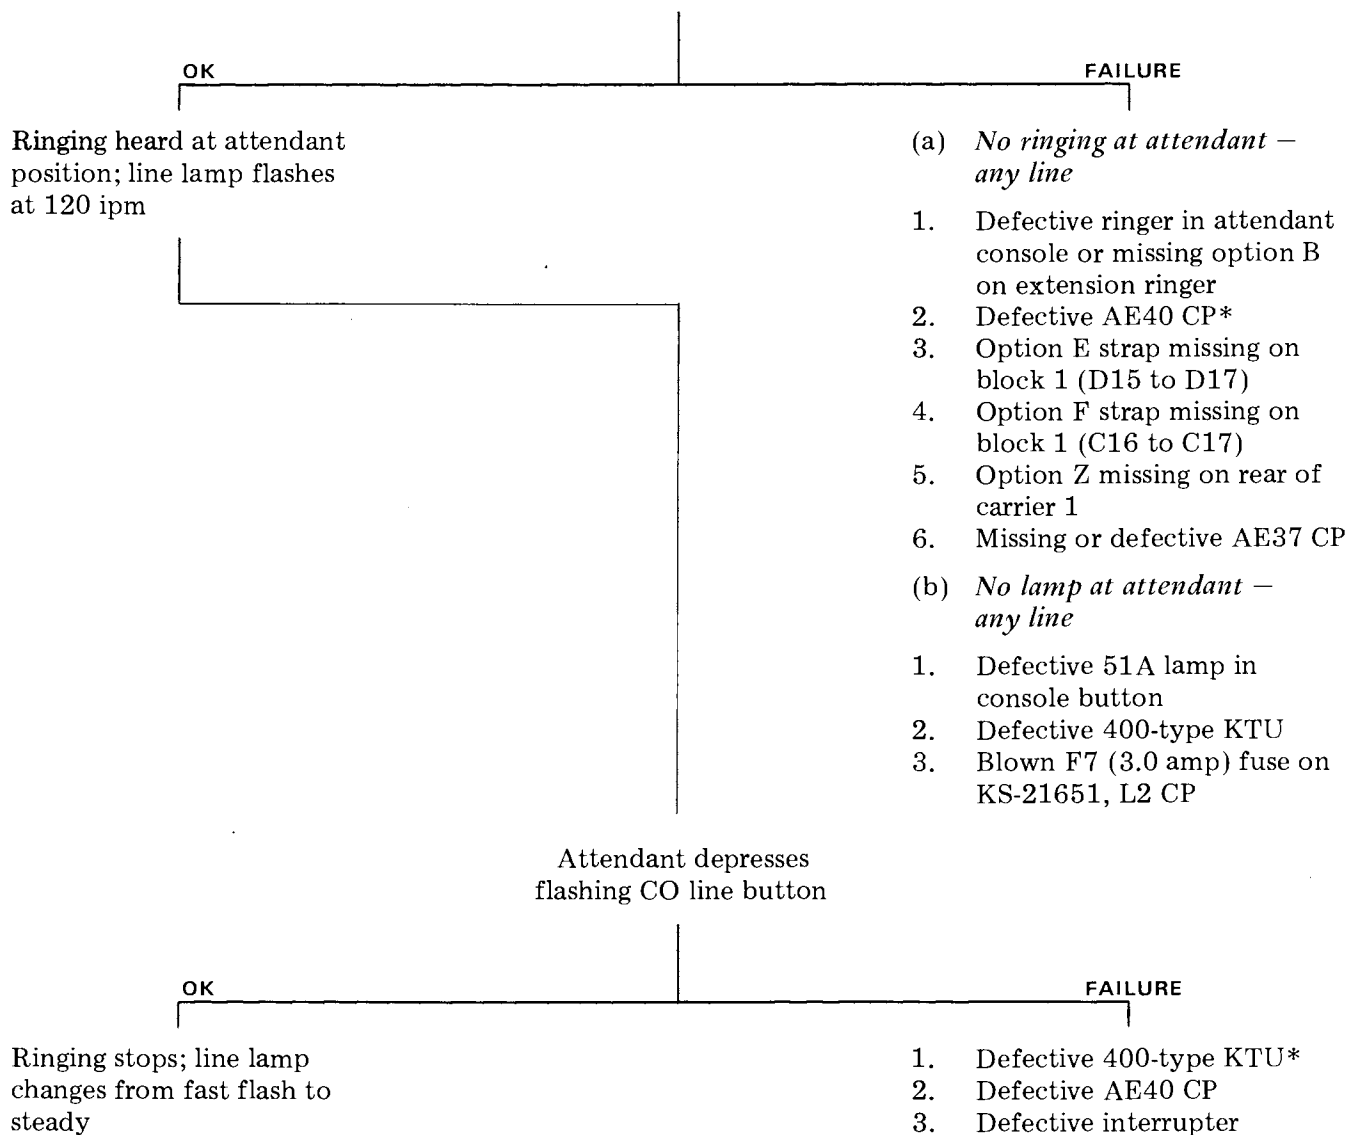 OK
FAILURE
Ringing heard at attendant
position; line lamp flashes
at 120 ipm
(a) No ringing at attendant —
any line
1. Defective ringer in attendant
console or missing option B
on extension ringer
2. Defective AE40 CP*
3. Option E strap missing on
block 1 (D15 to D17)
4. Option F strap missing on
block 1 (C16 to C17)
5. Option Z missing on rear of
carrier 1
6. Missing or defective AE37 CP
(b) No lamp at attendant —
any line
1. Defective 51A lamp in
console button
2. Defective 400-type KTU
3. Blown F7 (3.0 amp) fuse on
KS-21651, L2 CP
Attendant depresses
flashing CO line button
OK
FAILURE
Ringing stops; line lamp
changes from fast flash to
steady
1. Defective 400-type KTU*
2. Defective AE40 CP
3. Defective interrupter